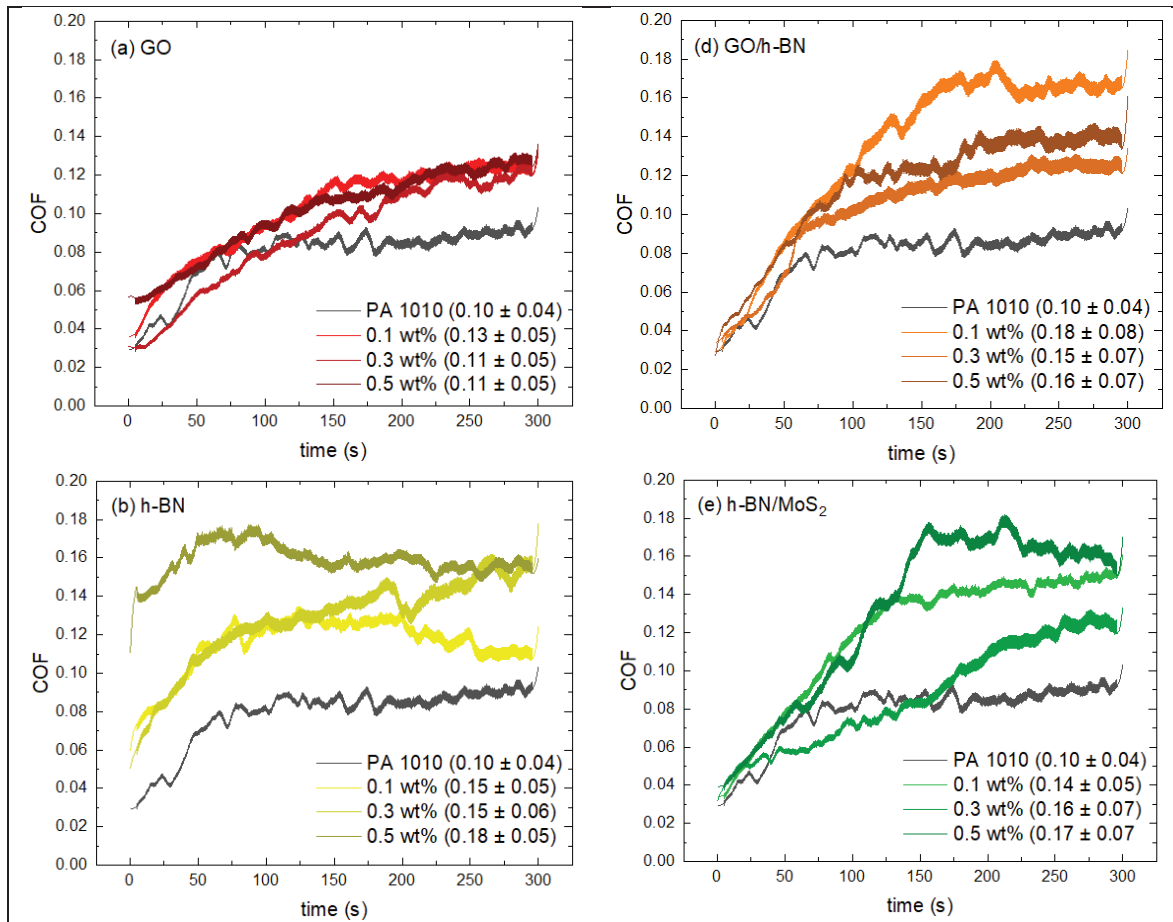 (a) GO
0.20
0.18
0.16
0.14
0.12
0.10
0.08
0.06
0.04
0.02
0.00
COF
PA 1010 (0.10 ± 0.04)
0.1 wt% (0.13 ± 0.05)
0.3 wt% (0.11 ± 0.05)
0.5 wt% (0.11 ± 0.05)
0 50 100 150 200 250 300
time (s)
(d) GO/h-BN
0.20
0.18
0.16
0.14
0.12
0.10
0.08
0.06
0.04
0.02
0.00
COF
PA 1010 (0.10 ± 0.04)
0.1 wt% (0.18 ± 0.08)
0.3 wt% (0.15 ± 0.07)
0.5 wt% (0.16 ± 0.07)
0 50 100 150 200 250 300
time (s)
(b) h-BN
0.20
0.18
0.16
0.14
0.12
0.10
0.08
0.06
0.04
0.02
0.00
COF
PA 1010 (0.10 ± 0.04)
0.1 wt% (0.15 ± 0.05)
0.3 wt% (0.15 ± 0.06)
0.5 wt% (0.18 ± 0.05)
0 50 100 150 200 250 300
time (s)
(e) h-BN/MoS₂
0.20
0.18
0.16
0.14
0.12
0.10
0.08
0.06
0.04
0.02
0.00
COF
PA 1010 (0.10 ± 0.04)
0.1 wt% (0.14 ± 0.05)
0.3 wt% (0.16 ± 0.07)
0.5 wt% (0.17 ± 0.07
0 50 100 150 200 250 300
time (s)